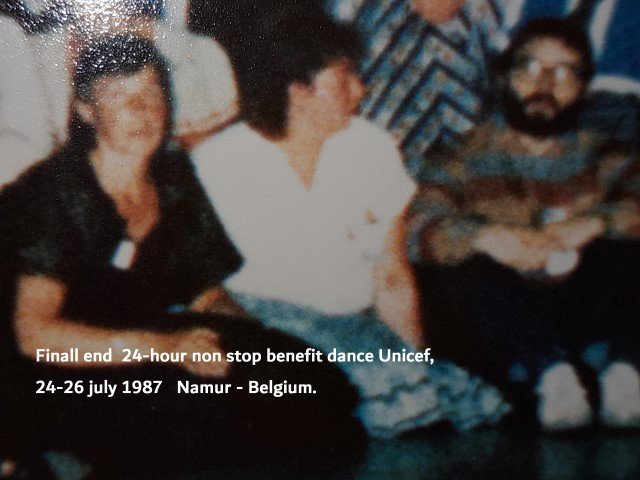 Finall end  24-hour non stop benefit dance Unicef,
24-26 july 1987   Namur - Belgium.